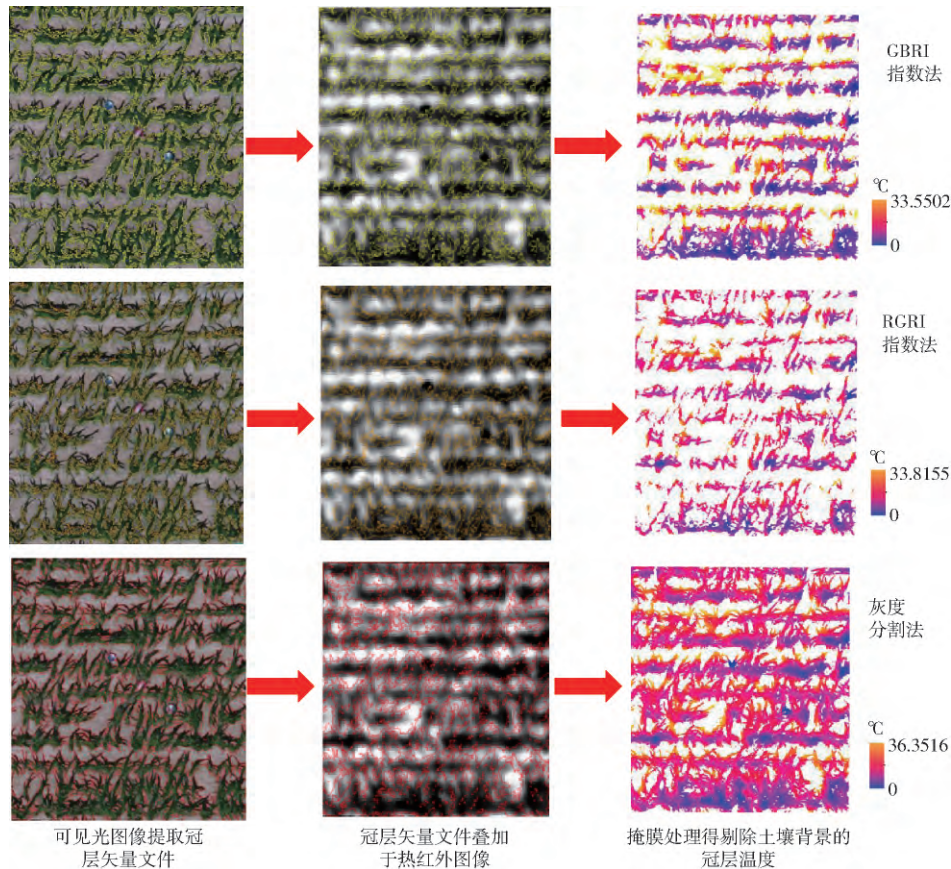 GBRI
指数法
℃
33.5502
0
RGRI
指数法
℃
33.8155
0
灰度
分割法
℃
36.3516
0
可见光图像提取冠
层矢量文件
冠层矢量文件叠加
于热红外图像
掩膜处理得剔除土壤背景的
冠层温度